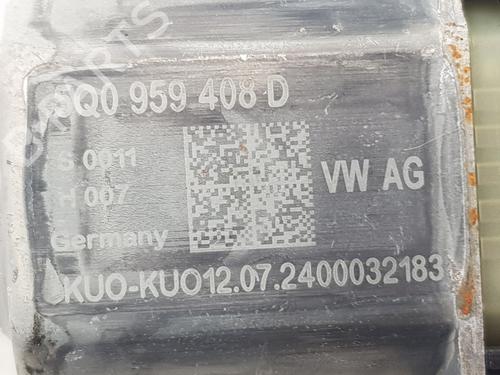 5Q0 959 408 D
S 0011
H 007
VW AG
Germany
KUO-KUO12.07.2400032183